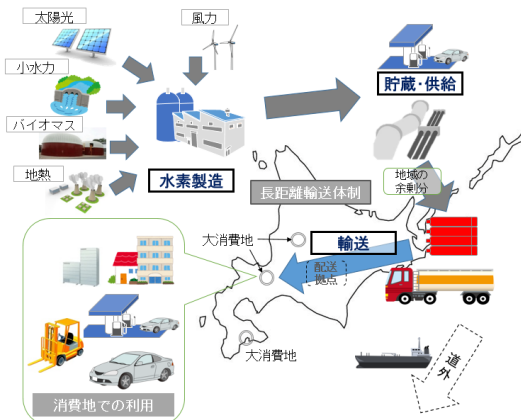 太陽光
風力
小水力
バイオマス
地熱
水素製造
貯蔵・供給
地域の
余剰分
長距離輸送体制
大消費地
輸送
配送
拠点
大消費地
道外
消費地での利用